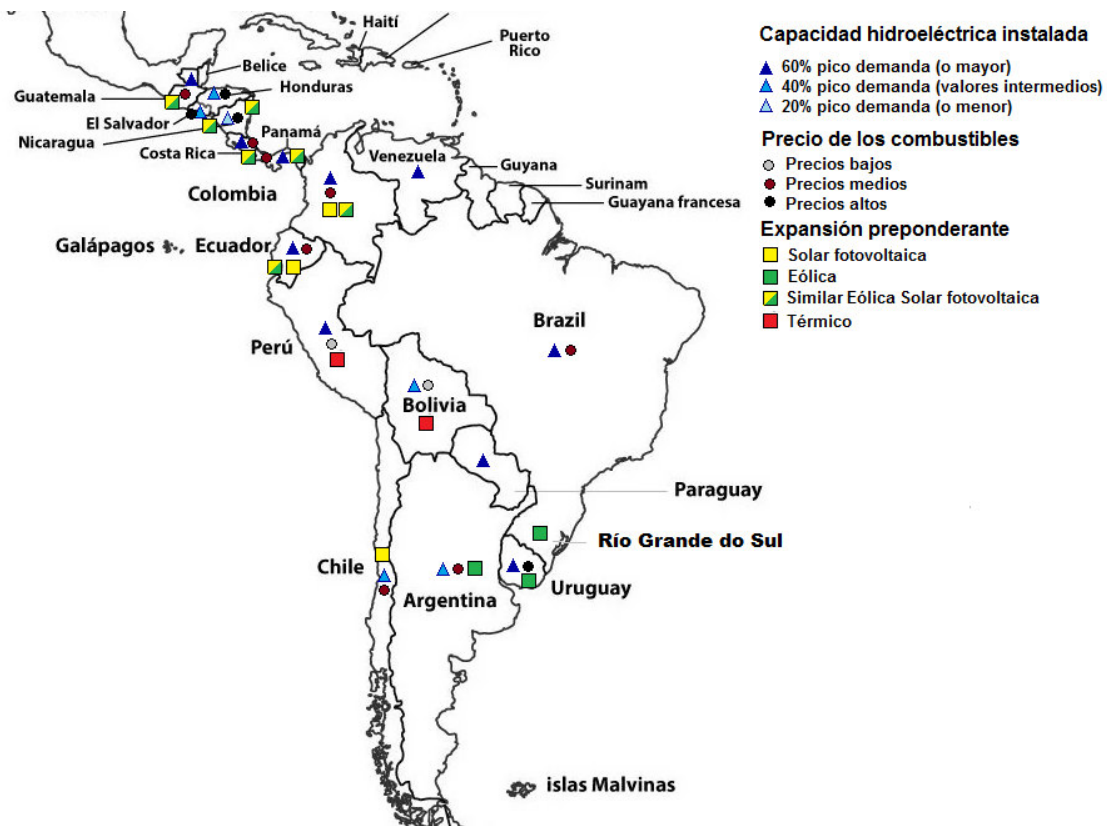 Haití
Puerto
Rico
Belice
Honduras
Guatemala
El Salvador
Nicaragua
Panamá
Costa Rica
Venezuela
Guyana
Surinam
Guayana francesa
Colombia
Galápagos
Ecuador
Perú
Brazil
Bolivia
Paraguay
Río Grande do Sul
Chile
Uruguay
Argentina
islas Malvinas
Capacidad hidroeléctrica instalada
60% pico demanda (o mayor)
40% pico demanda (valores intermedios)
20% pico demanda (o menor)
Precio de los combustibles
Precios bajos
Precios medios
Precios altos
Expansión preponderante
Solar fotovoltaica
Eólica
Similar Eólica Solar fotovoltaica
Térmico